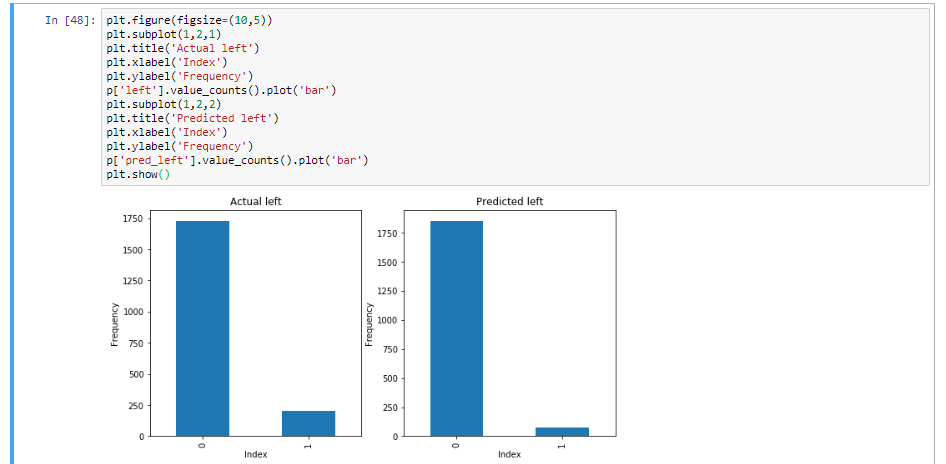 In [48]: plt.figure(figsize=(10,5))
plt.subplot(1,2,1)
plt.title('Actual left')
plt.xlabel('Index')
plt.ylabel('Frequency')
p['left'].value_counts().plot('bar')
plt.subplot(1,2,2)
plt.title('Predicted left')
plt.xlabel('Index')
plt.ylabel('Frequency')
p['pred_left'].value_counts().plot('bar')
plt.show()
Actual left
1750
1500
1250
1000
750
500
250
0
Frequency
0
1
Index
Predicted left
1750
1500
1250
1000
750
500
250
0
Frequency
0
1
Index